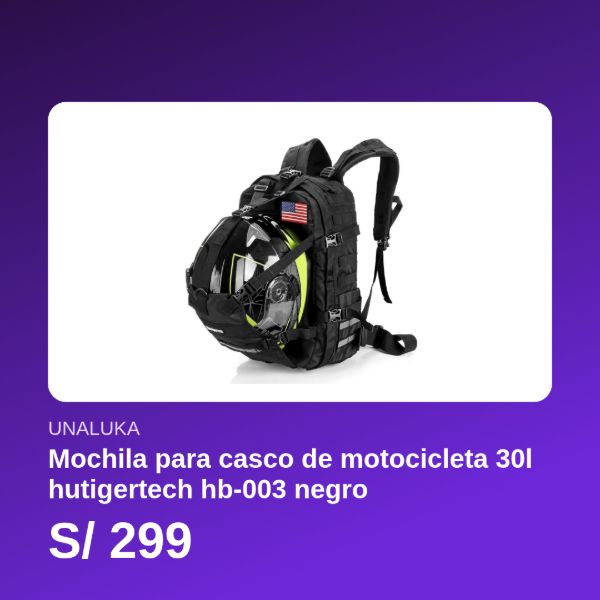 UNALUKA
Mochila para casco de motocicleta 30l
hutigertech hb-003 negro
S/ 299